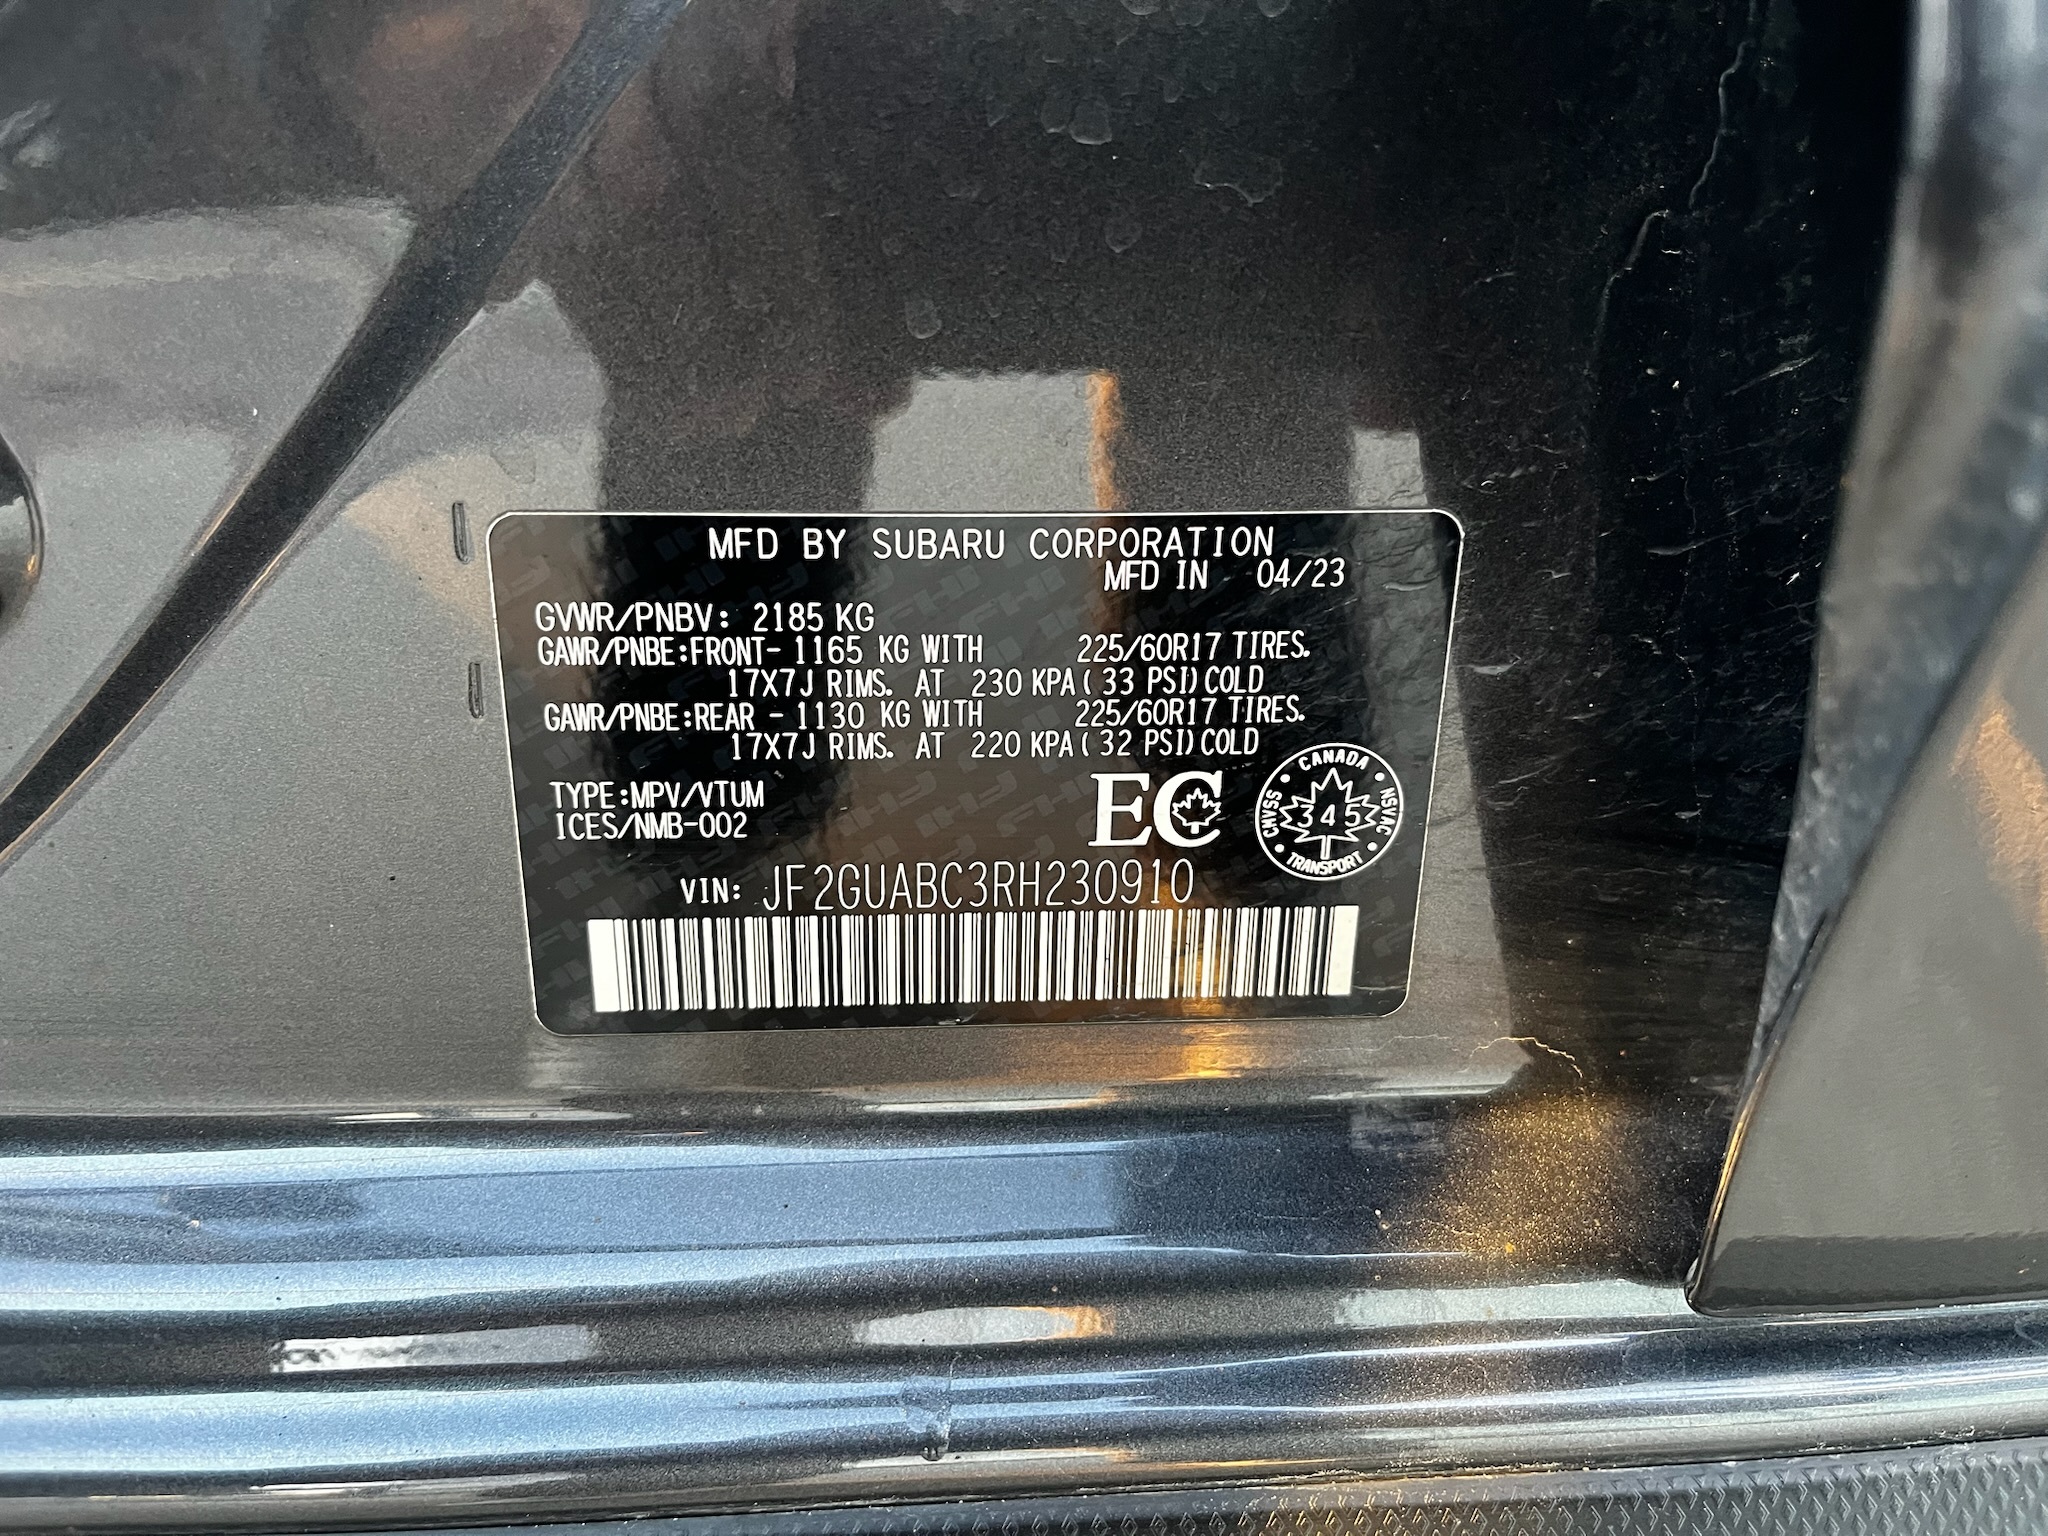 MFD BY SUBARU CORPORATION
MFD IN 04/23
GVWR/PNBV: 2185 KG
GAWR/PNBE:FRONT- 1165 KG WITH 225/60R17 TIRES.
17X7J RIMS. AT 230 KPA( 33 PSI)COLD
GAWR/PNBE:REAR - 1130 KG WITH 225/60R17 TIRES.
17X7J RIMS. AT 220 KPA( 32 PSI)COLD
TYPE:MPV/VTUM
ICES/NMB-002
EC
CANADA
CMVSS 345 NSVAC
TRANSPORT
VIN: JF2GUABC3RH230910